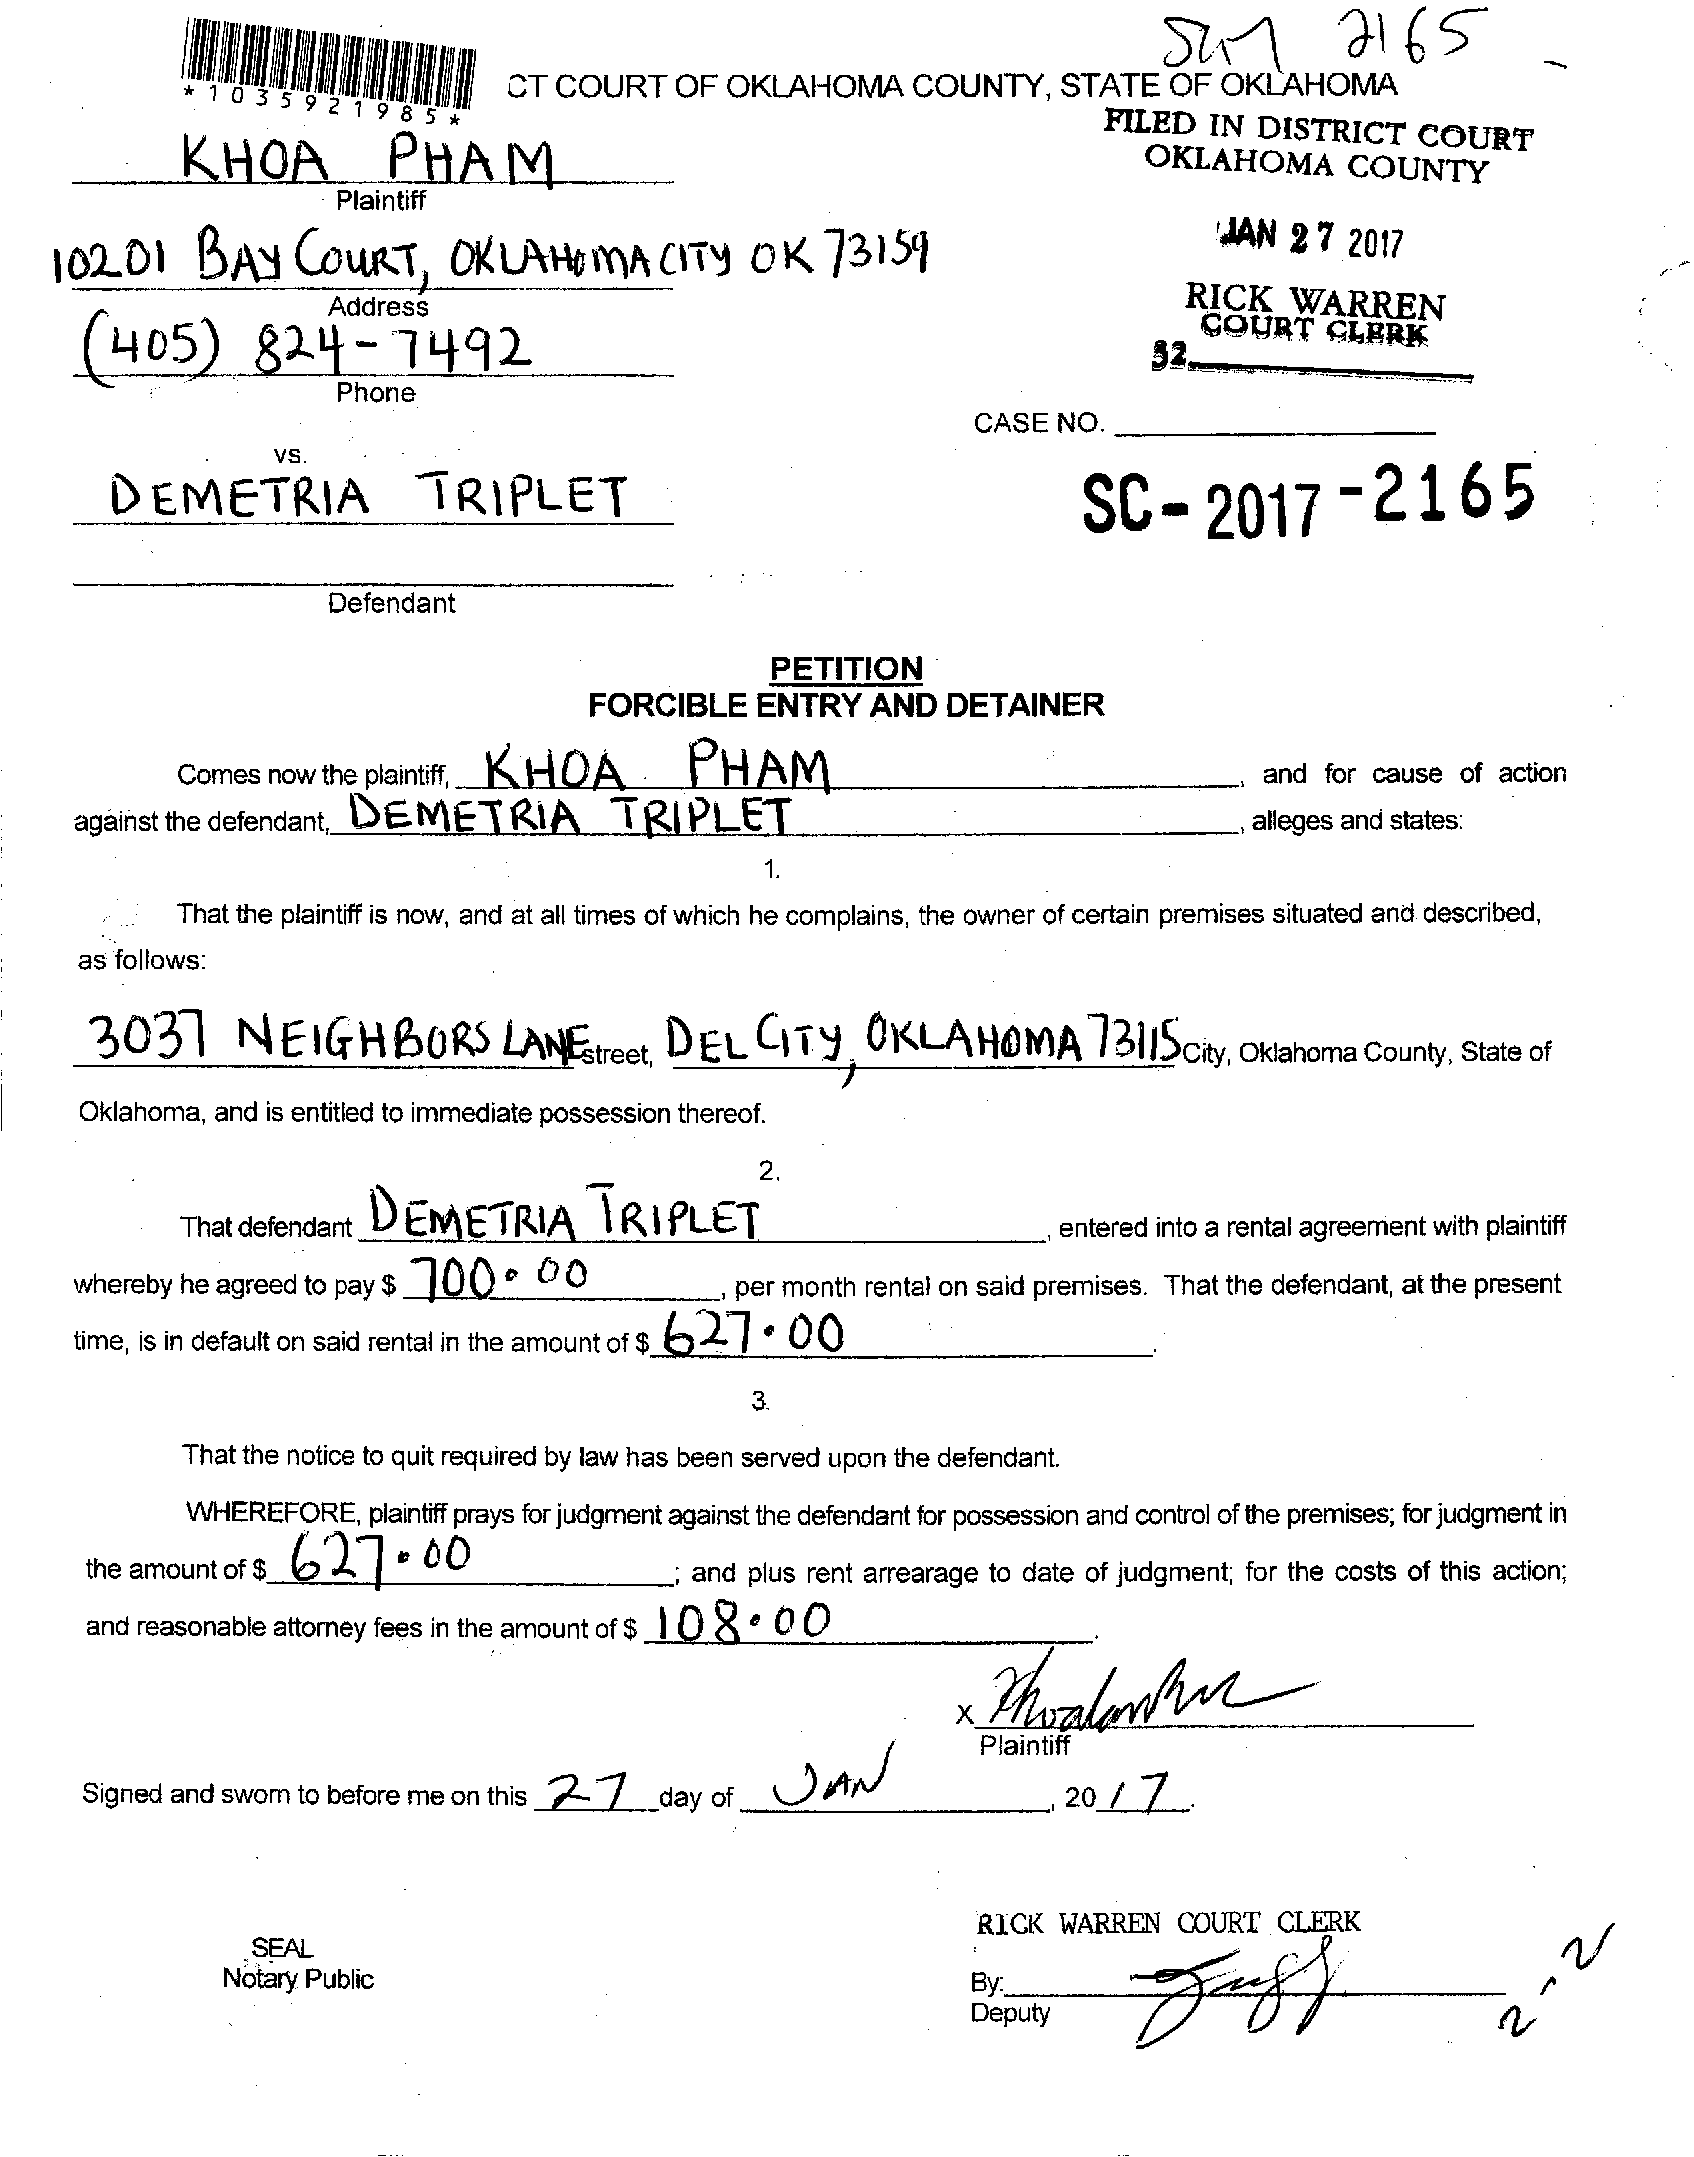 2165
*1035921985*
CT COURT OF OKLAHOMA COUNTY, STATE OF OKLAHOMA
FILED IN DISTRICT COURT
OKLAHOMA COUNTY
KHOA PHAM
Plaintiff
JAN 27 2017
10201 BAY COURT, OKLAHOMA CITY OK 73159
Address
RICK WARREN
COURT CLERK
(405) 824-7492
32
Phone
CASE NO.
vs.
DEMETRIA TRIPLET
SC-2017-2165
Defendant
PETITION
FORCIBLE ENTRY AND DETAINER
Comes now the plaintiff, KHOA PHAM, and for cause of action
against the defendant, DEMETRIA TRIPLET, alleges and states:
1.
That the plaintiff is now, and at all times of which he complains, the owner of certain premises situated and described,
as follows:
3037 NEIGHBORS LANE street, DEL CITY, OKLAHOMA 73115 City, Oklahoma County, State of
Oklahoma, and is entitled to immediate possession thereof.
2.
That defendant DEMETRIA TRIPLET, entered into a rental agreement with plaintiff
whereby he agreed to pay $ 700.00, per month rental on said premises. That the defendant, at the present
time, is in default on said rental in the amount of $ 627.00.
3.
That the notice to quit required by law has been served upon the defendant.
WHEREFORE, plaintiff prays for judgment against the defendant for possession and control of the premises; for judgment in
the amount of $ 627.00; and plus rent arrearage to date of judgment; for the costs of this action;
and reasonable attorney fees in the amount of $ 108.00.
X
Plaintiff
Signed and sworn to before me on this 27 day of JAN, 2017.
RICK WARREN COURT CLERK
SEAL
Notary Public
By:
Deputy
2-2